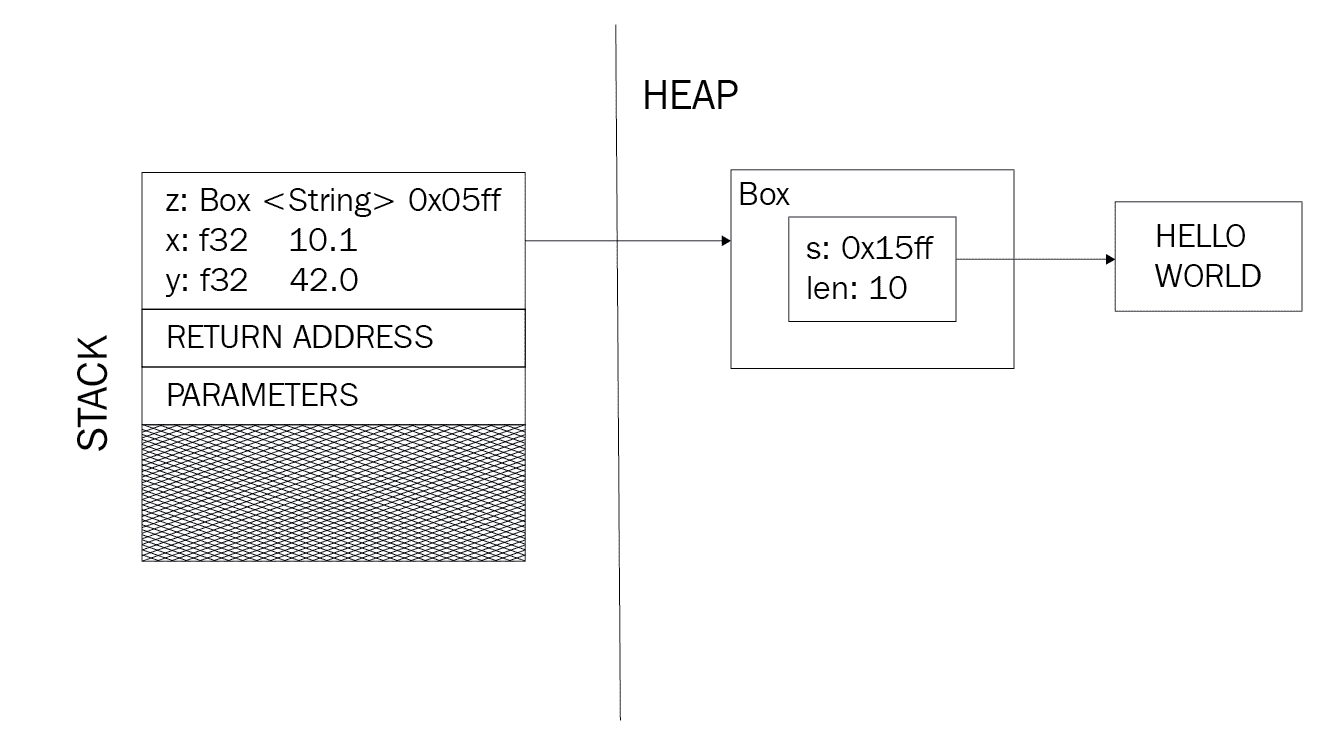 HEAP
STACK
z: Box <String> 0x05ff
x: f32 10.1
y: f32 42.0
RETURN ADDRESS
PARAMETERS
Box
s: 0x15ff
len: 10
HELLO
WORLD